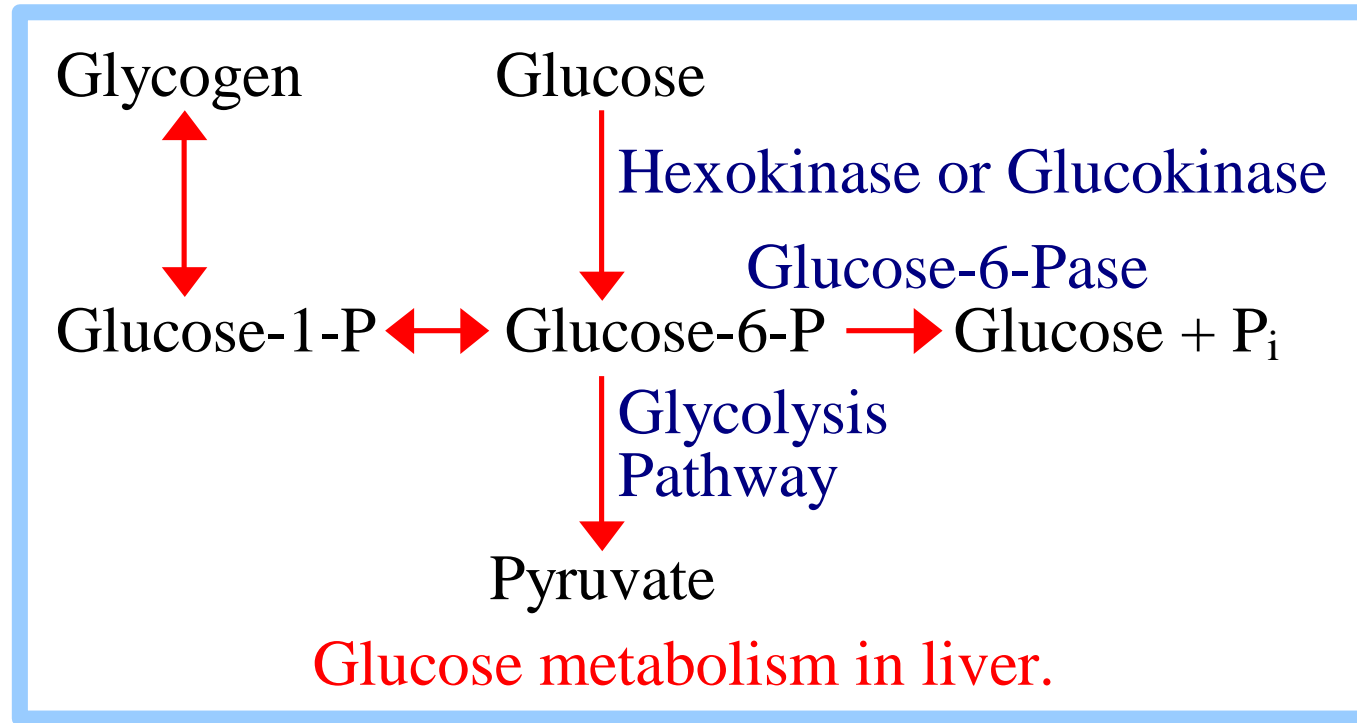 Glycogen Glucose
Hexokinase or Glucokinase
Glucose-6-Pase
Glucose-1-P Glucose-6-P Glucose + Pi
Glycolysis
Pathway
Pyruvate
Glucose metabolism in liver.